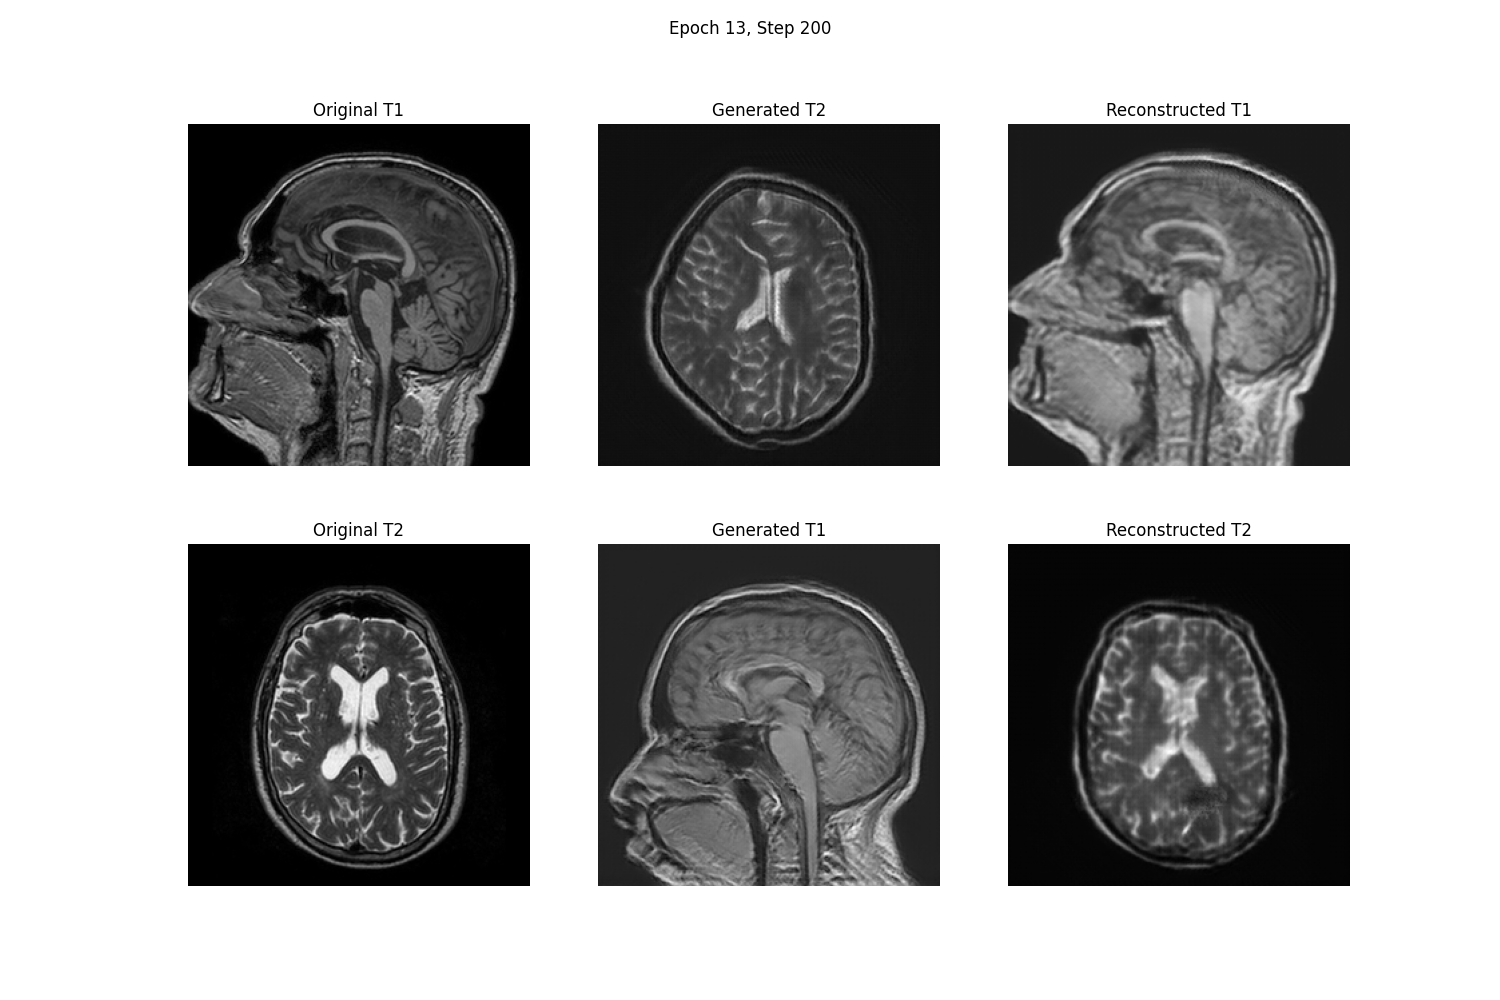 Epoch 13, Step 200
Original T1
Generated T2
Reconstructed T1
Original T2
Generated T1
Reconstructed T2